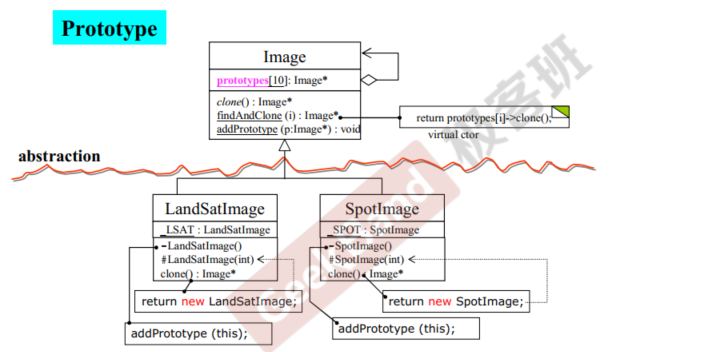 Prototype
Image
prototypes[10]: Image*
clone() : Image*
findAndClone (i) : Image*
addPrototype (p:Image*) : void
return prototypes[i]->clone();
virtual ctor
abstraction
LandSatImage
_LSAT : LandSatImage
-LandSatImage()
#LandSatImage(int)
clone() : Image*
return new LandSatImage;
addPrototype (this);
SpotImage
_SPOT : SpotImage
-SpotImage()
#SpotImage(int)
clone() : Image*
return new SpotImage;
addPrototype (this);
GeekBand 极客班